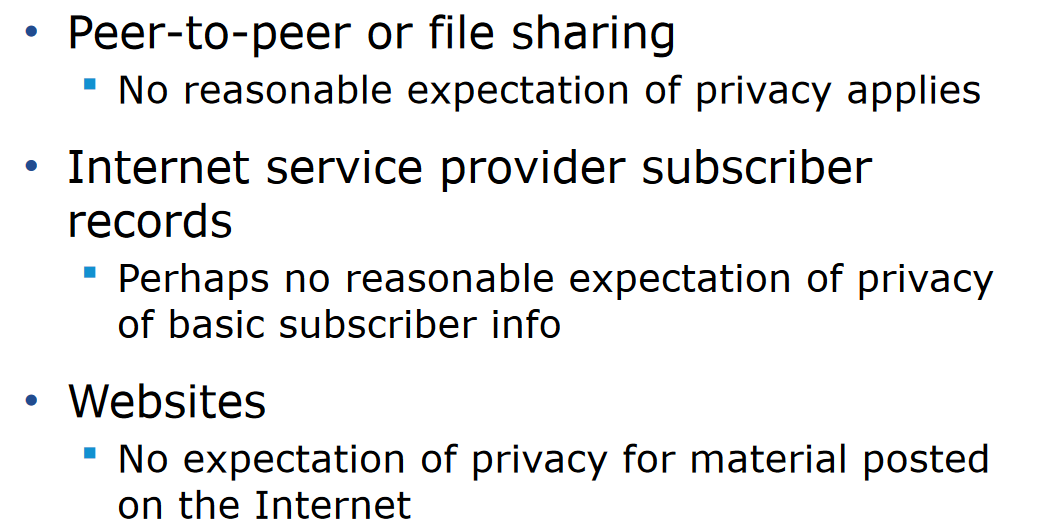 • Peer-to-peer or file sharing
▪ No reasonable expectation of privacy applies
• Internet service provider subscriber
records
▪ Perhaps no reasonable expectation of privacy
of basic subscriber info
• Websites
▪ No expectation of privacy for material posted
on the Internet